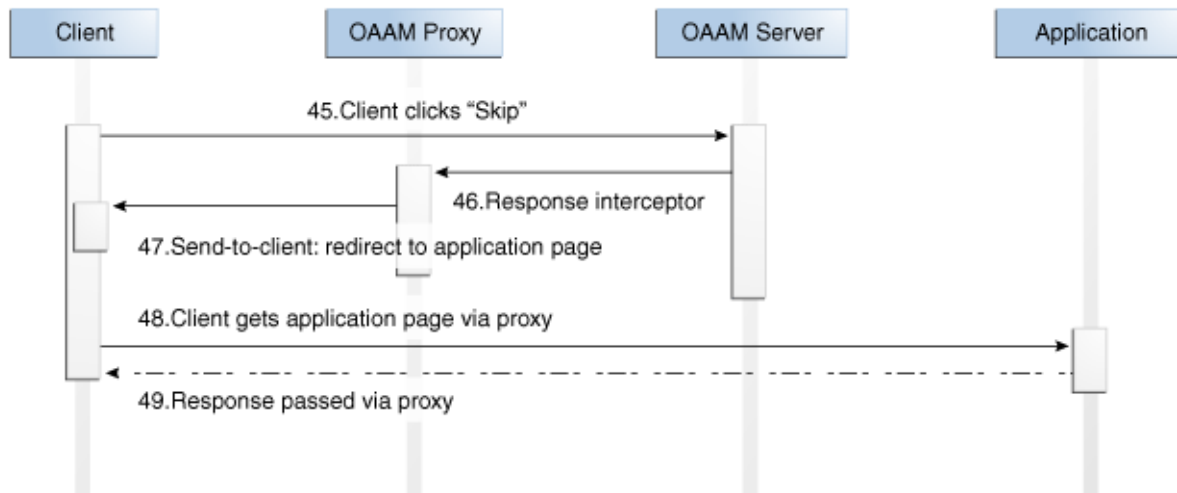 Client
OAAM Proxy
OAAM Server
Application
45.Client clicks “Skip”
46.Response interceptor
47.Send-to-client: redirect to application page
48.Client gets application page via proxy
49.Response passed via proxy